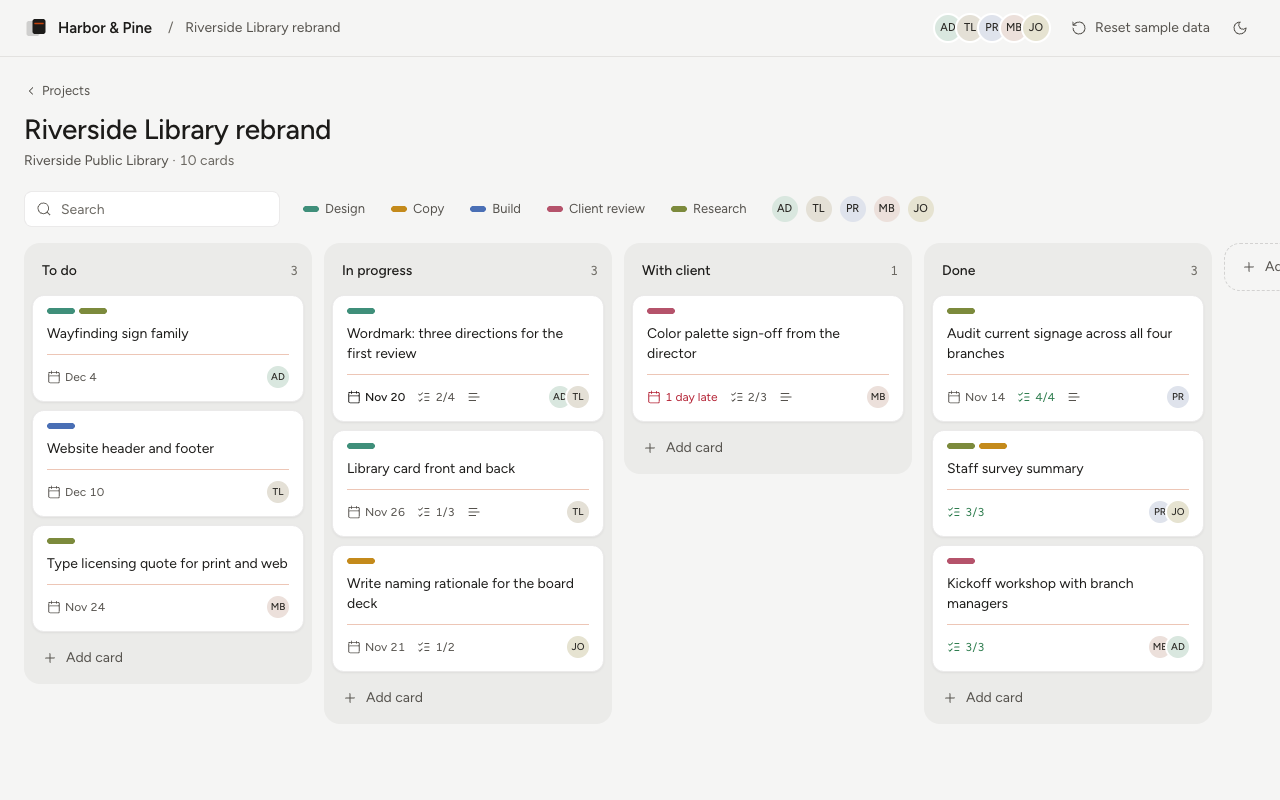 Harbor & Pine / Riverside Library rebrand
AD TL PR MB JO
Reset sample data
Projects
Riverside Library rebrand
Riverside Public Library · 10 cards
Search
Design Copy Build Client review Research
AD TL PR MB JO
To do 3
Wayfinding sign family
Dec 4 AD
Website header and footer
Dec 10 TL
Type licensing quote for print and web
Nov 24 MB
Add card
In progress 3
Wordmark: three directions for the
first review
Nov 20 2/4 AD TL
Library card front and back
Nov 26 1/3 TL
Write naming rationale for the board
deck
Nov 21 1/2 JO
Add card
With client 1
Color palette sign-off from the
director
1 day late 2/3 MB
Add card
Done 3
Audit current signage across all four
branches
Nov 14 4/4 PR
Staff survey summary
3/3 PR JO
Kickoff workshop with branch
managers
3/3 MB AD
Add card